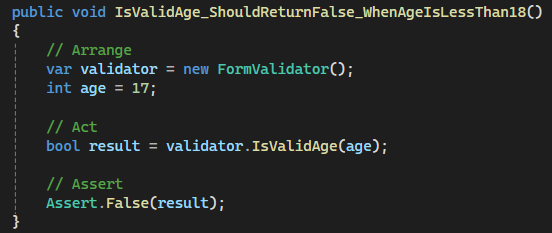 public void IsValidAge_ShouldReturnFalse_WhenAgeIsLessThan18()
{
    // Arrange
    var validator = new FormValidator();
    int age = 17;

    // Act
    bool result = validator.IsValidAge(age);

    // Assert
    Assert.False(result);
}